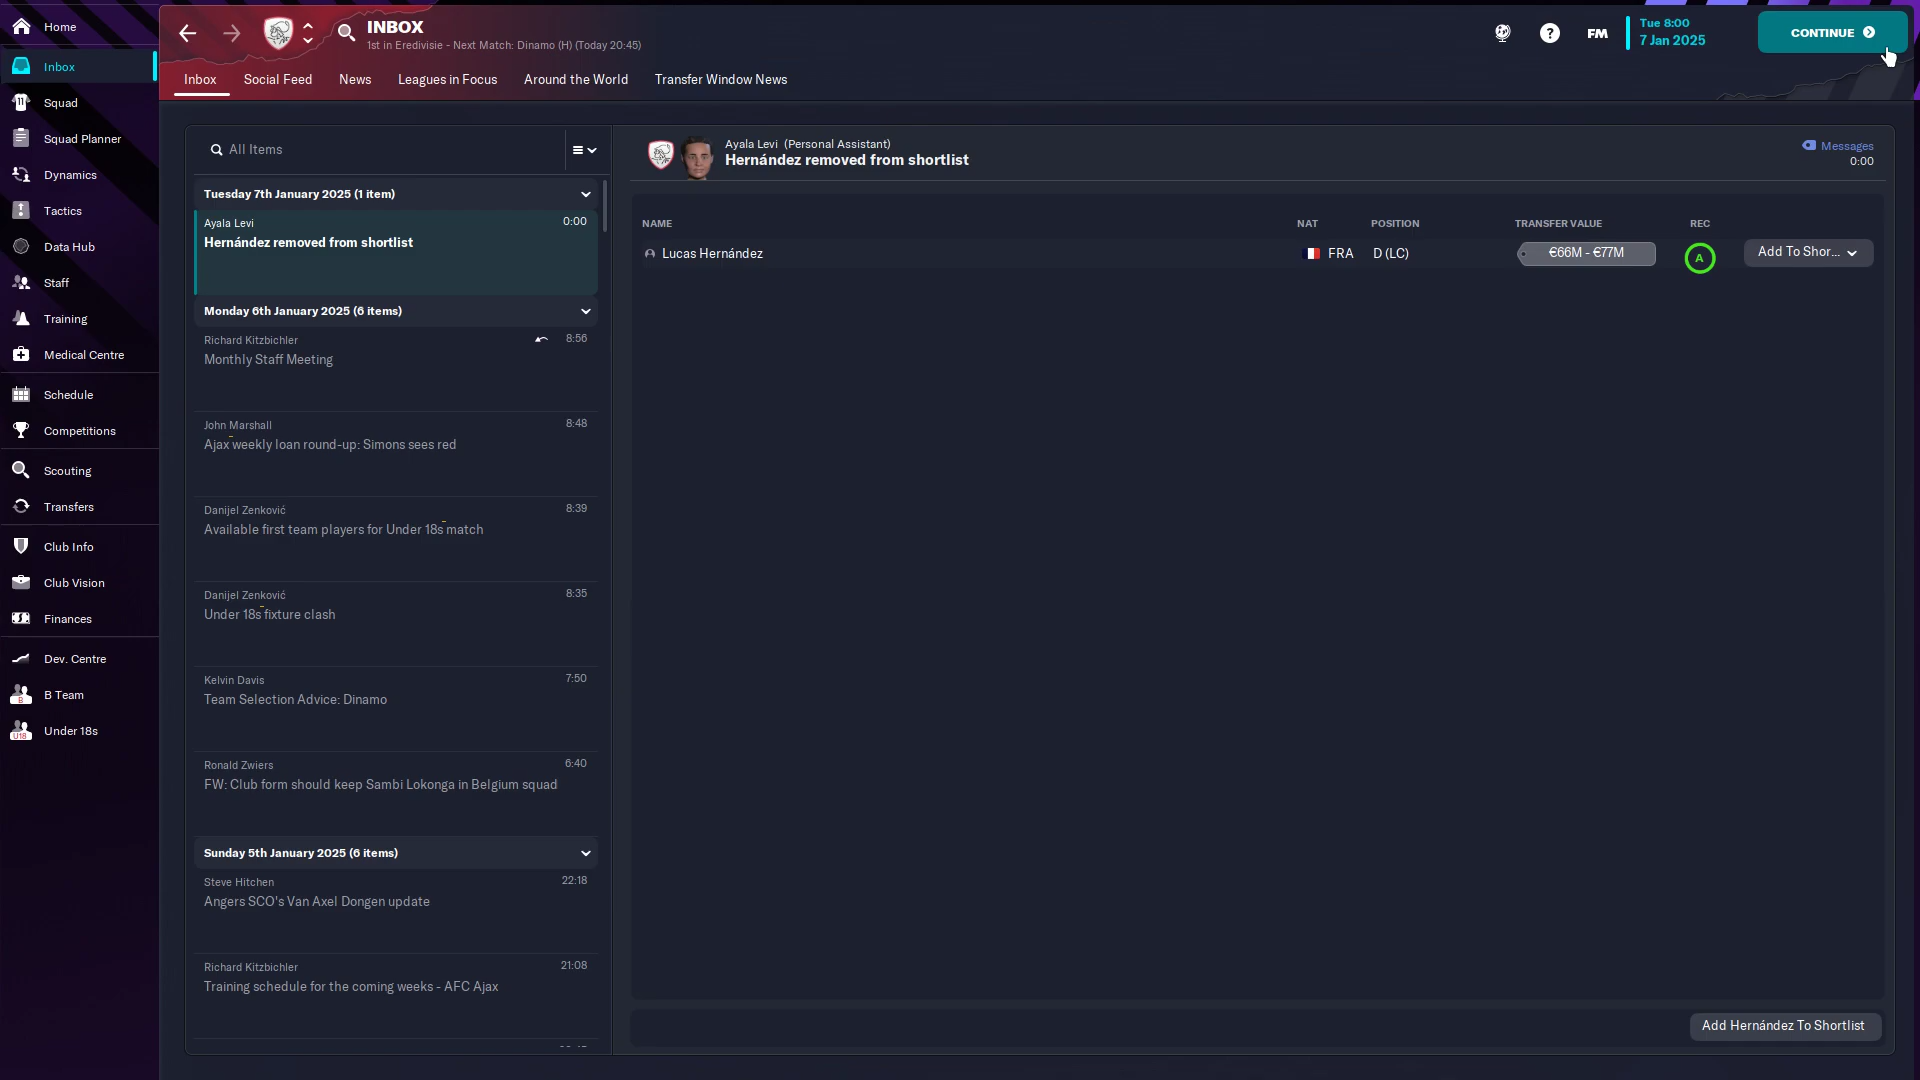 Home
Inbox
Squad
Squad Planner
Dynamics
Tactics
Data Hub
Staff
Training
Medical Centre
Schedule
Competitions
Scouting
Transfers
Club Info
Club Vision
Finances
Dev. Centre
B
B Team
U18
Under 18s
INBOX
1st in Eredivisie - Next Match: Dinamo (H) (Today 20:45)
?
FM
Tue 8:00
7 Jan 2025
CONTINUE
Inbox Social Feed News Leagues in Focus Around the World Transfer Window News
All Items
Tuesday 7th January 2025 (1 item)
Ayala Levi 0:00
Hernández removed from shortlist
Monday 6th January 2025 (6 items)
Richard Kitzbichler 8:56
Monthly Staff Meeting
John Marshall 8:48
Ajax weekly loan round-up: Simons sees red
Danijel Zenković 8:39
Available first team players for Under 18s match
Danijel Zenković 8:35
Under 18s fixture clash
Kelvin Davis 7:50
Team Selection Advice: Dinamo
Ronald Zwiers 6:40
FW: Club form should keep Sambi Lokonga in Belgium squad
Sunday 5th January 2025 (6 items)
Steve Hitchen 22:18
Angers SCO's Van Axel Dongen update
Richard Kitzbichler 21:08
Training schedule for the coming weeks - AFC Ajax
Ayala Levi (Personal Assistant)
Hernández removed from shortlist
Messages
0:00
NAME NAT POSITION TRANSFER VALUE REC
Lucas Hernández FRA D (LC) €66M - €77M A Add To Shor...
Add Hernández To Shortlist